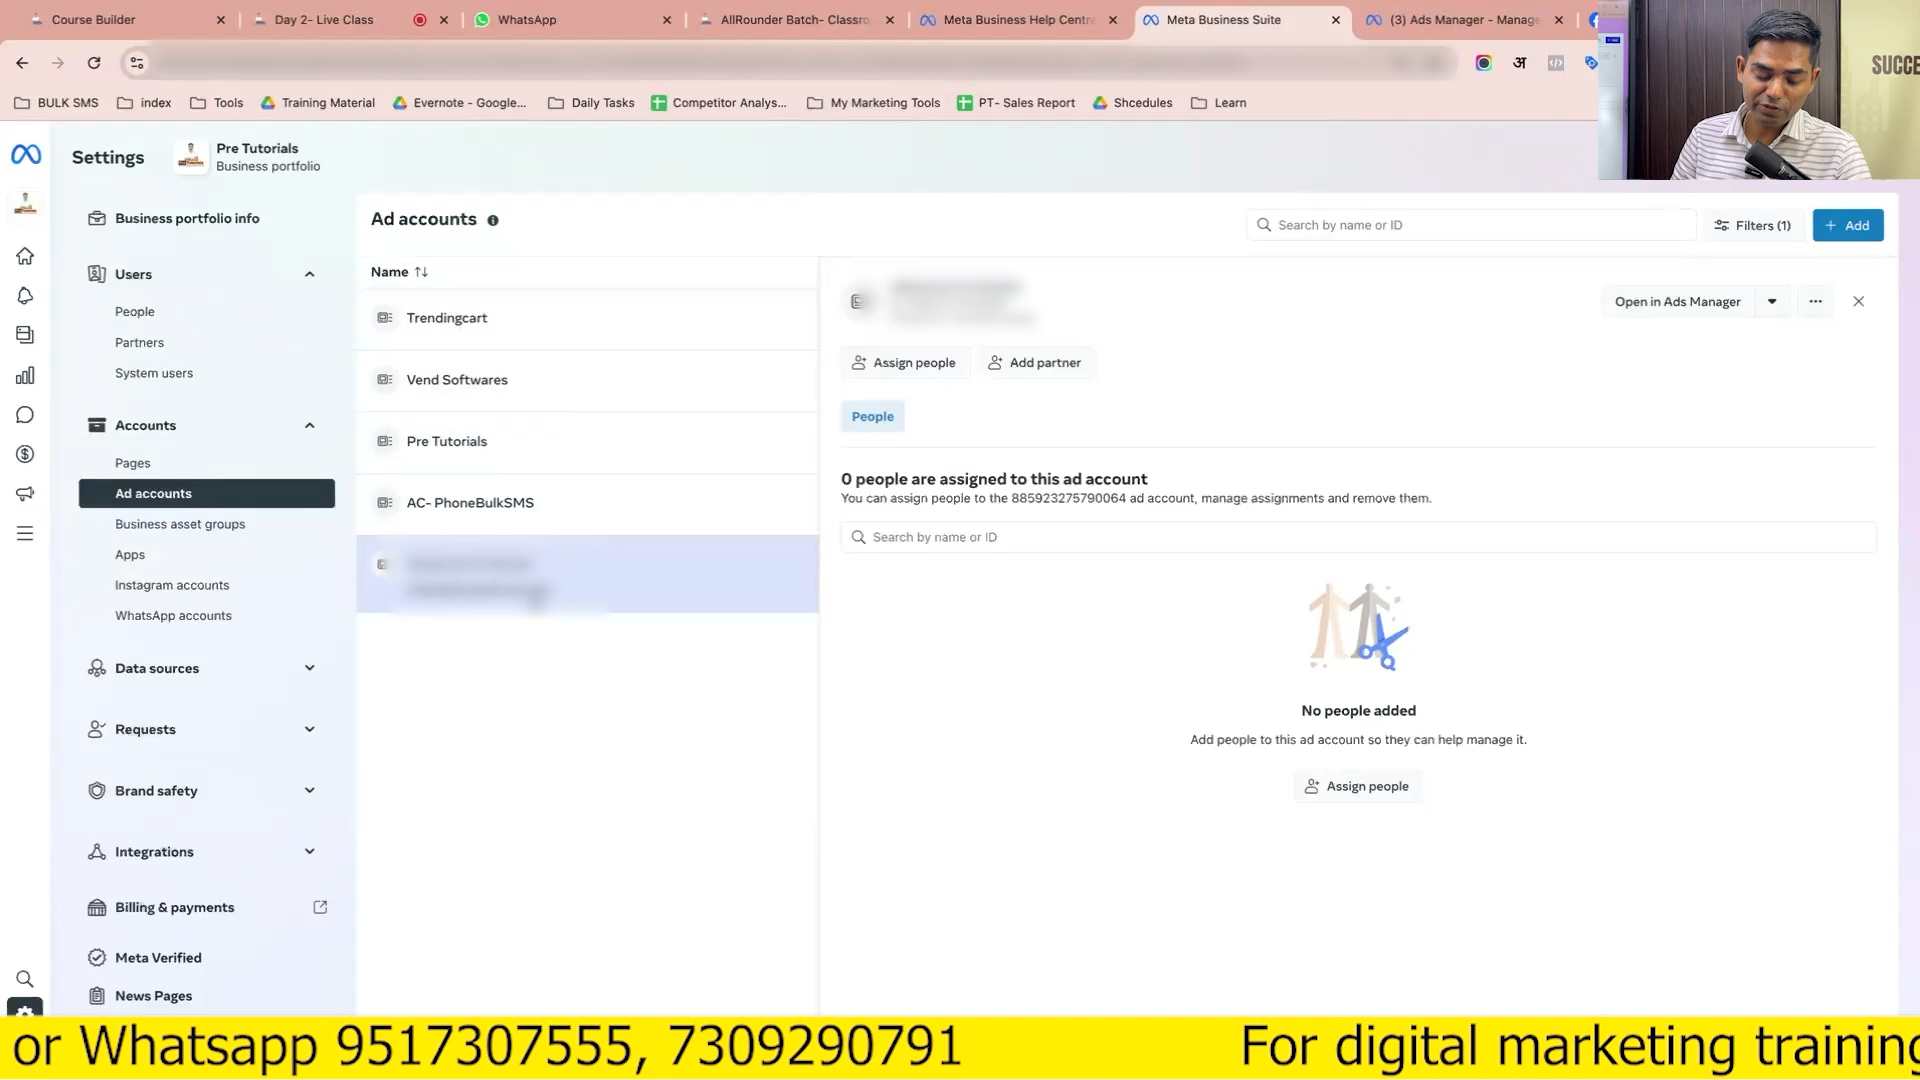 Course Builder
Day 2- Live Class
WhatsApp
AllRounder Batch- Classro
Meta Business Help Centre
Meta Business Suite
(3) Ads Manager - Manage
SUCCE
अ
BULK SMS
index
Tools
Training Material
Evernote - Google...
Daily Tasks
Competitor Analys...
My Marketing Tools
PT- Sales Report
Shcedules
Learn
Settings
Pre Tutorials
Business portfolio
Business portfolio info
Users
People
Partners
System users
Accounts
Pages
Ad accounts
Business asset groups
Apps
Instagram accounts
WhatsApp accounts
Data sources
Requests
Brand safety
Integrations
Billing & payments
Meta Verified
News Pages
Ad accounts
Search by name or ID
Filters (1)
+ Add
Name
Trendingcart
Vend Softwares
Pre Tutorials
AC- PhoneBulkSMS
Open in Ads Manager
Assign people
Add partner
People
0 people are assigned to this ad account
You can assign people to the 885923275790064 ad account, manage assignments and remove them.
Search by name or ID
No people added
Add people to this ad account so they can help manage it.
Assign people
or Whatsapp 9517307555, 7309290791
For digital marketing training